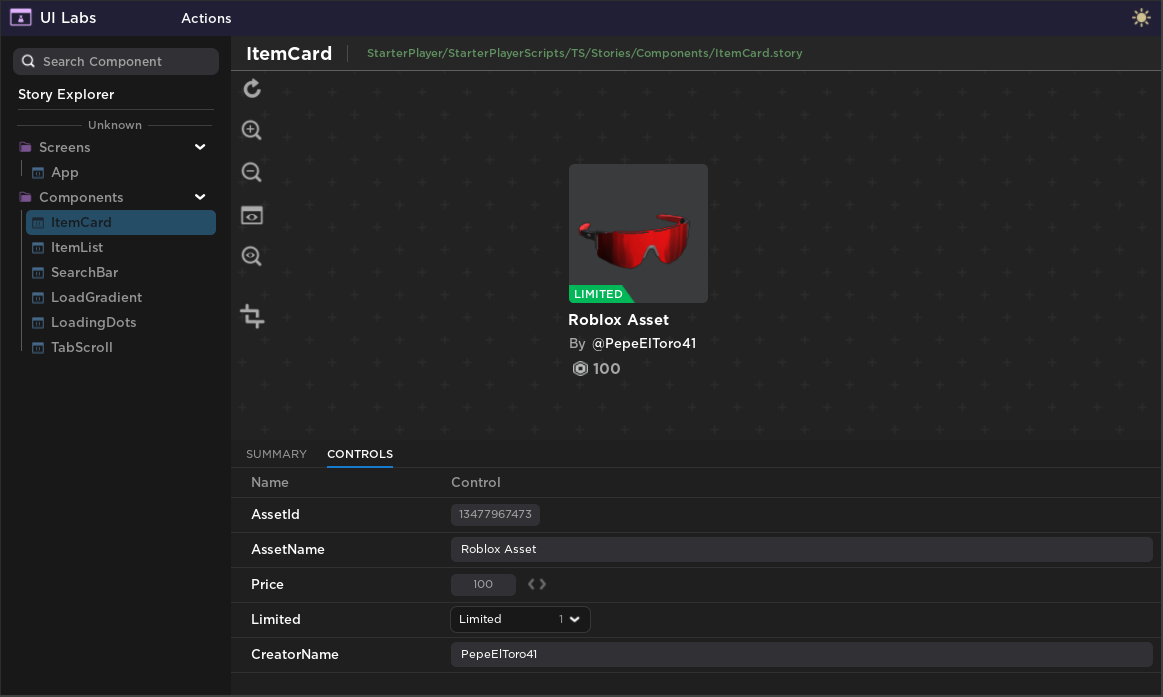 UI Labs
Actions
Search Component
Story Explorer
Unknown
Screens
App
Components
ItemCard
ItemList
SearchBar
LoadGradient
LoadingDots
TabScroll
ItemCard
StarterPlayer/StarterPlayerScripts/TS/Stories/Components/ItemCard.story
LIMITED
Roblox Asset
By @PepeElToro41
100
SUMMARY CONTROLS
Name Control
AssetId 13477967473
AssetName Roblox Asset
Price 100
Limited Limited 1
CreatorName PepeElToro41